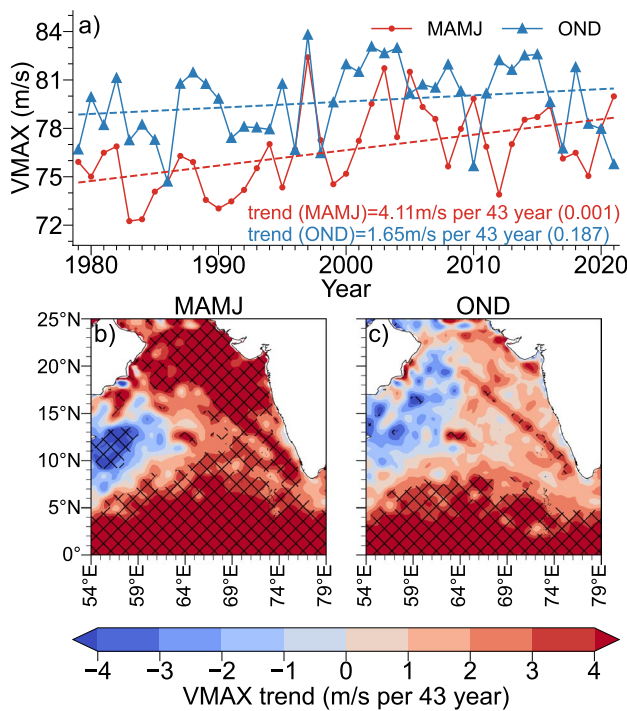 a)
MAMJ
OND
84
81
78
75
72
VMAX (m/s)
trend (MAMJ)=4.11m/s per 43 year (0.001)
trend (OND)=1.65m/s per 43 year (0.187)
1980 1990 2000 2010 2020
Year
MAMJ
OND
b)
c)
25°N
20°N
15°N
10°N
5°N
0°
54°E 59°E 64°E 69°E 74°E 79°E
54°E 59°E 64°E 69°E 74°E 79°E
−4 −3 −2 −1 0 1 2 3 4
VMAX trend (m/s per 43 year)